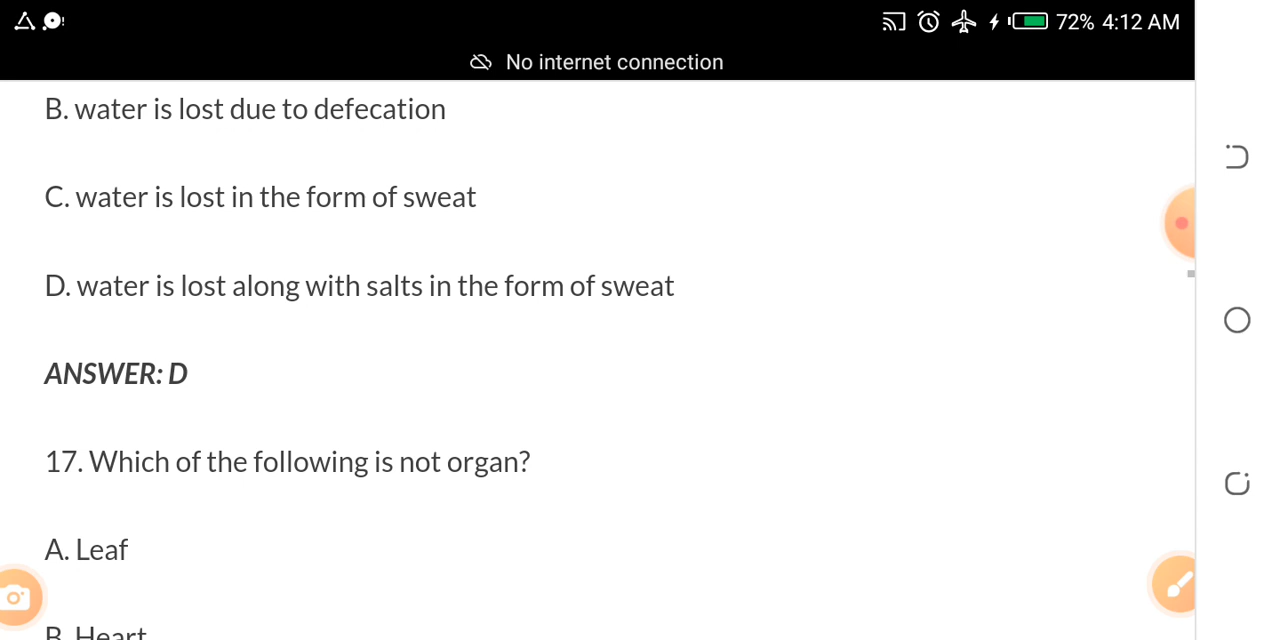 72% 4:12 AM
No internet connection
B. water is lost due to defecation
C. water is lost in the form of sweat
D. water is lost along with salts in the form of sweat
ANSWER: D
17. Which of the following is not organ?
A. Leaf
B. Heart